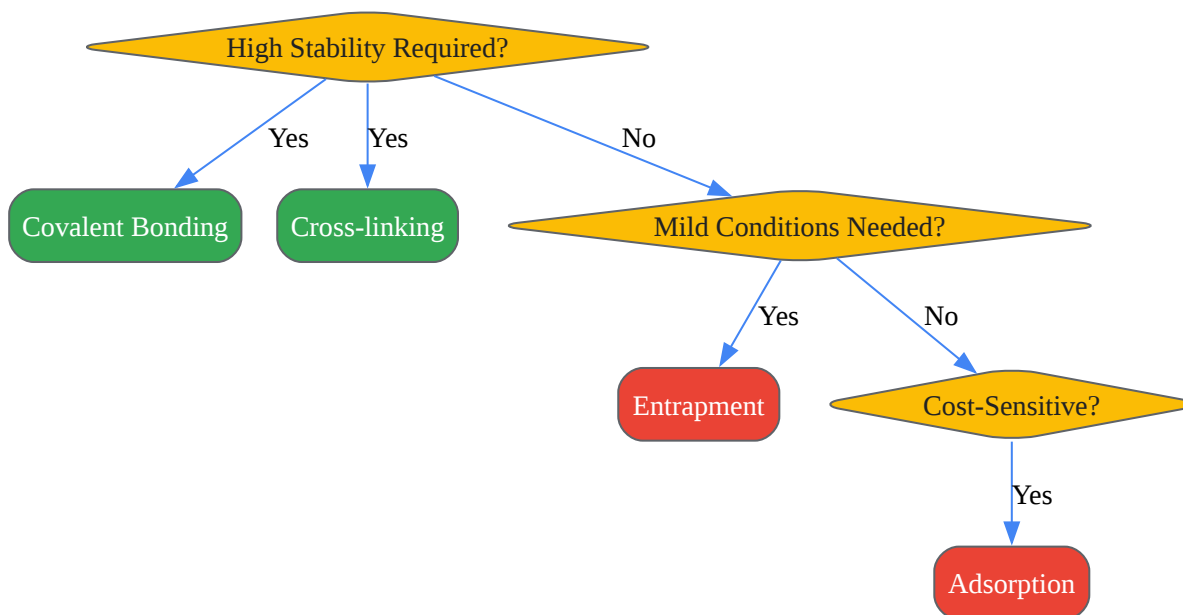 High Stability Required?
Yes
Yes
No
Covalent Bonding
Cross-linking
Mild Conditions Needed?
Yes
No
Entrapment
Cost-Sensitive?
Yes
Adsorption